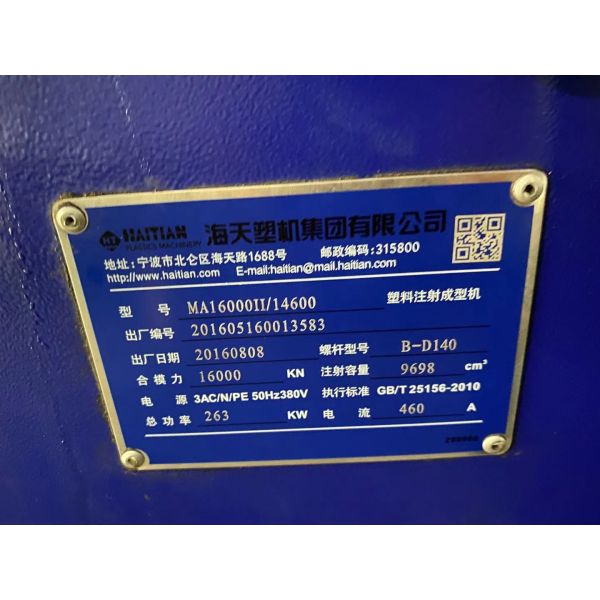 HT HAITIAN PLASTICS MACHINERY 海天塑机集团有限公司
地址:宁波市北仑区海天路1688号 邮政编码:315800
http://www.haitian.com E-mail:haitian@mail.haitian.com
型 号 MA16000II/14600 塑料注射成型机
出厂编号 201605160013583
出厂日期 20160808 螺杆型号 B-D140
合模力 16000 KN 注射容量 9698 cm³
电 源 3AC/N/PE 50Hz380V 执行标准 GB/T 25156-2010
总功率 263 KW 电 流 460 A